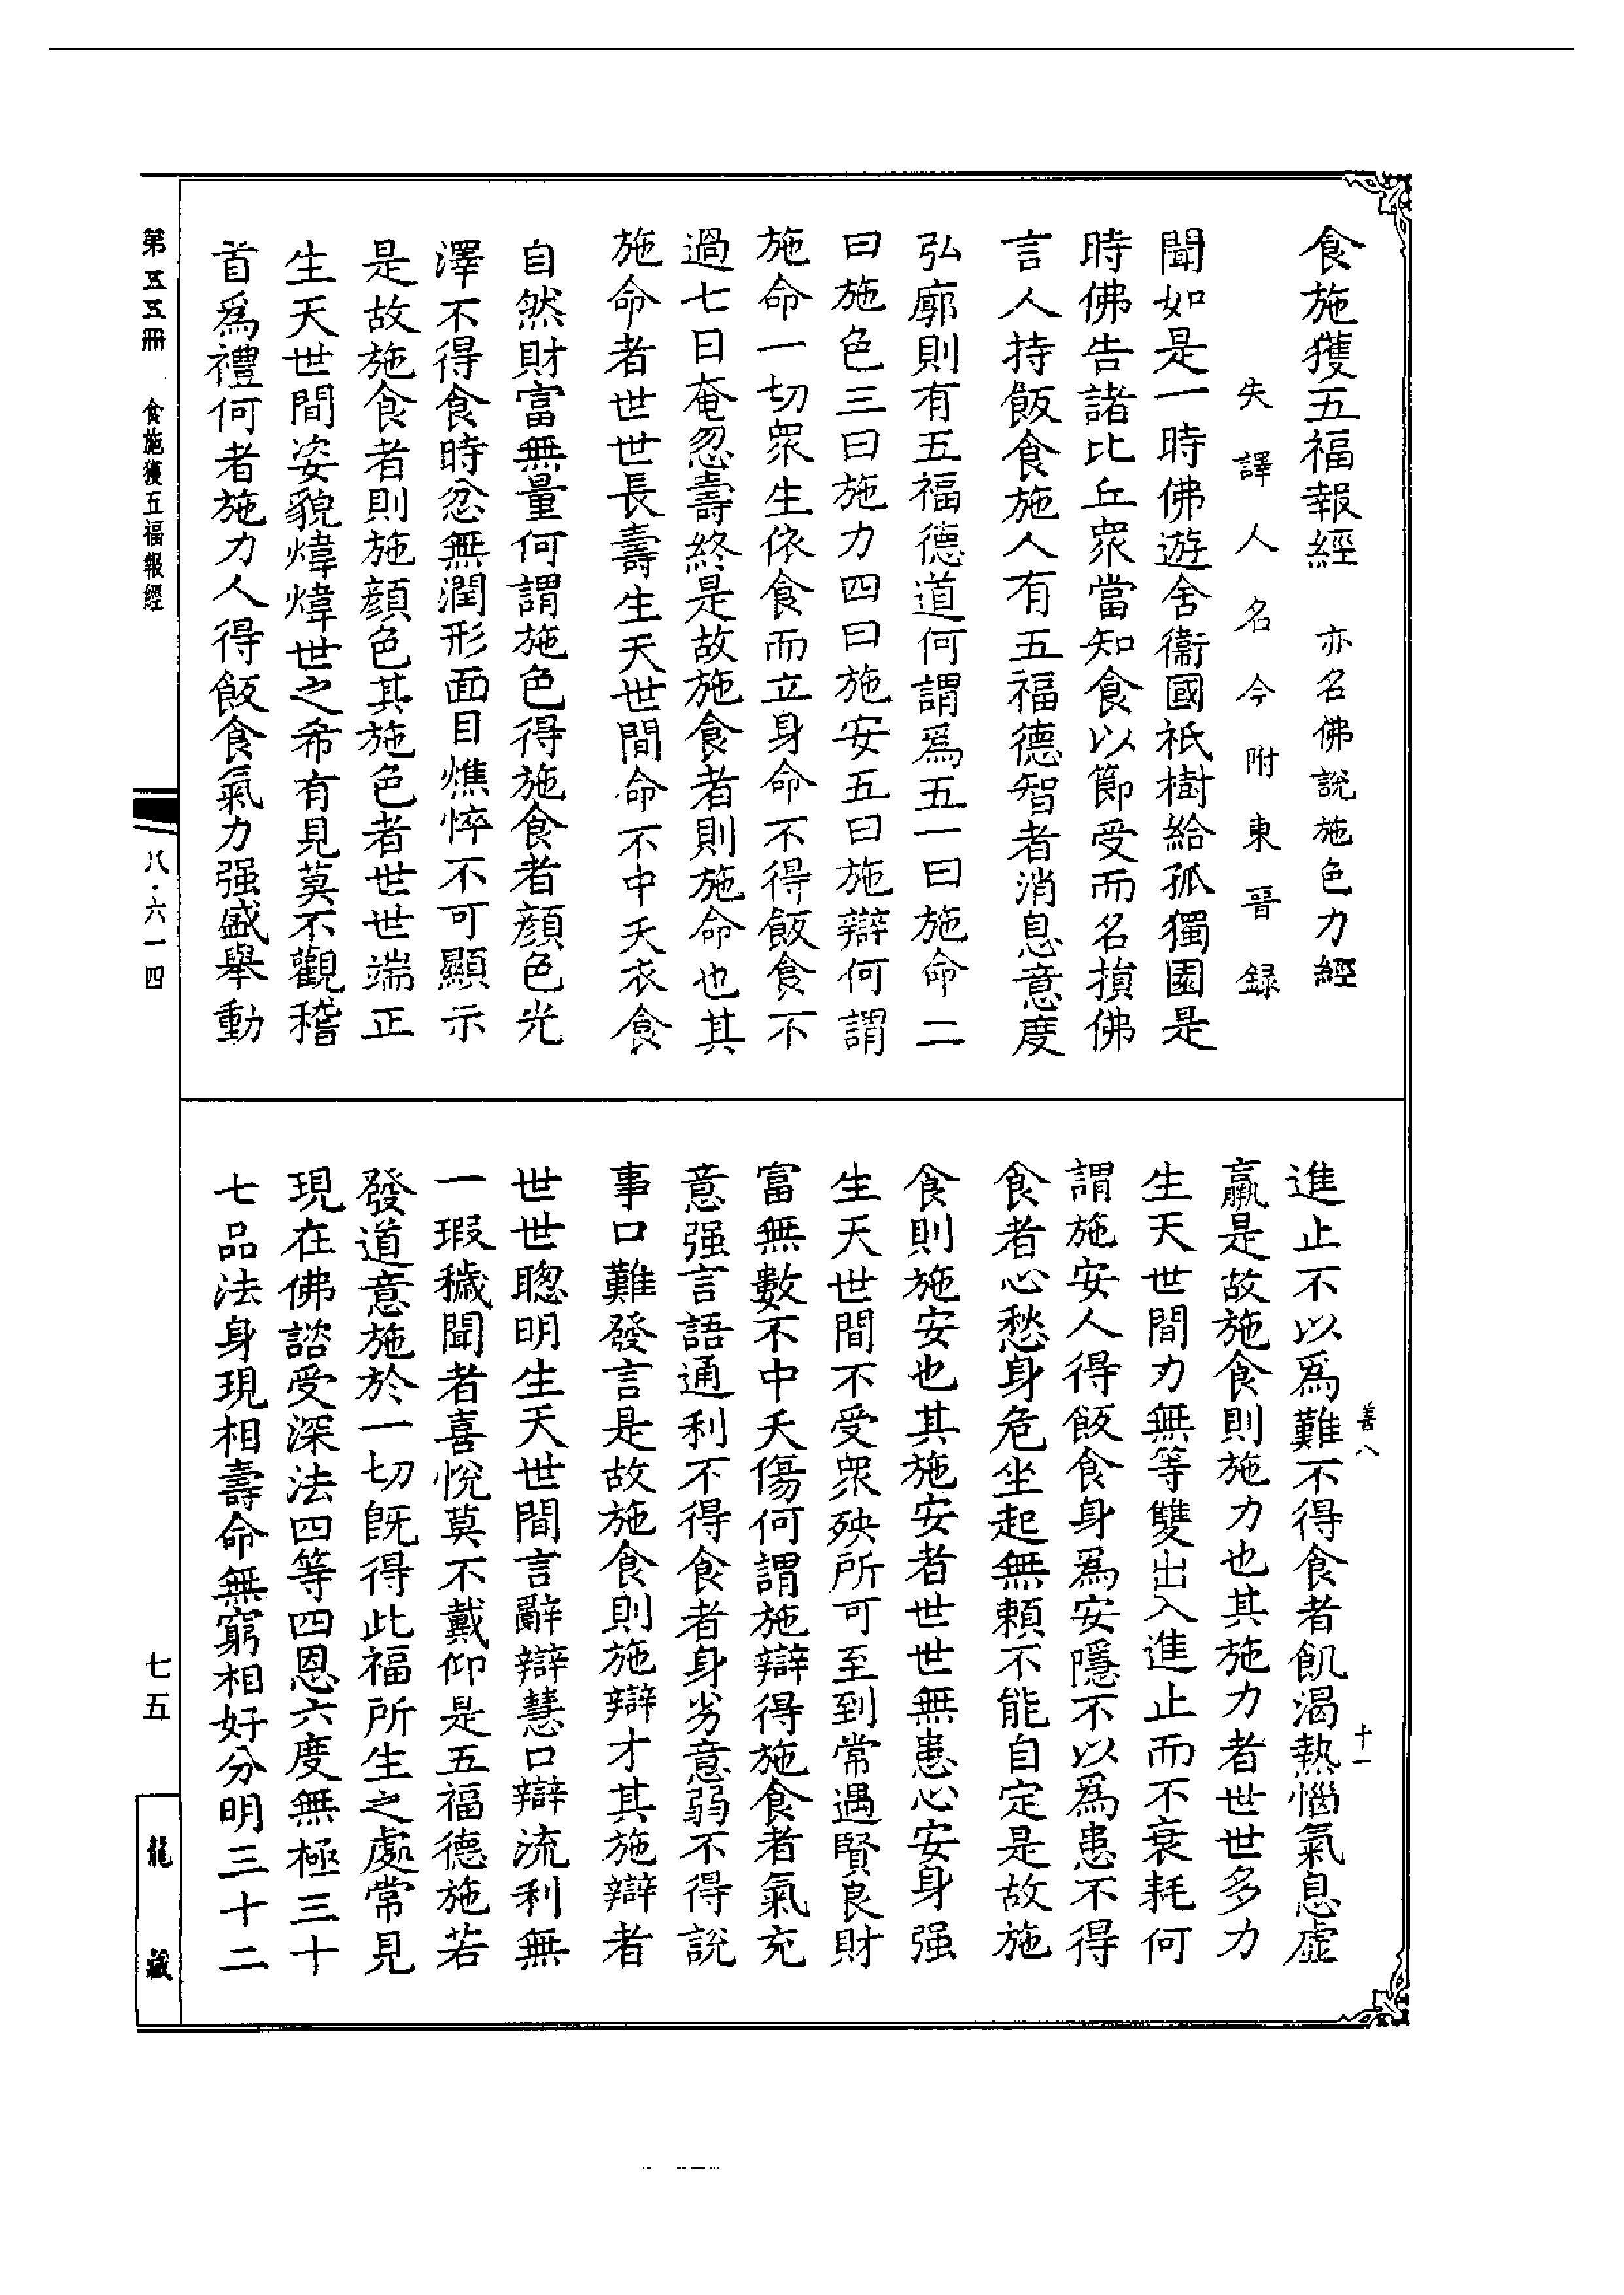 食施獲五福報經　亦名佛說施色力經
失譯人名今附東晉録
聞如是一時佛遊舍衞國祇樹給孤獨園是
時佛告諸比丘衆當知食以節受而名損佛
言人持飯食施人有五福德智者消息意度
弘廓則有五福德道何謂爲五一曰施命二
曰施色三曰施力四曰施安五曰施辯何謂
施命一切衆生依食而立身命不得飯食不
過七日奄忽壽終是故施食者則施命也其
施命者世世長壽生天世間命不中夭衣食
自然財富無量何謂施色得施食者顔色光
澤不得食時忿無潤形面目燋悴不可顯示
是故施食者則施顔色其施色者世世端正
生天世間姿貌煒煒世之希有見莫不觀稽
首爲禮何者施力人得飯食氣力强盛舉動
進止不以爲難不得食者飢渴熱惱氣息虛
羸是故施食則施力也其施力者世世多力
生天世間力無等雙出入進止而不衰耗何
謂施安人得飯食身爲安隱不以爲患不得
食者心愁身危坐起無頼不能自定是故施
食則施安也其施安者世世無患心安身强
生天世間不受衆殃所可至到常遇賢良財
富無數不中夭傷何謂施辯得施食者氣充
意强言語通利不得食者身劣意弱不得說
事口難發言是故施食則施辯才其施辯者
世世聦明生天世間言辭辯慧口辯流利無
一瑕穢聞者喜悅莫不戴仰是五福德施若
發道意施於一切旣得此福所生之處常見
現在佛諮受深法四等四恩六度無極三十
七品法身現相壽命無窮相好分明三十二
善八
十一
第五五冊　食施獲五福報經
八·六一四
七五
龍藏